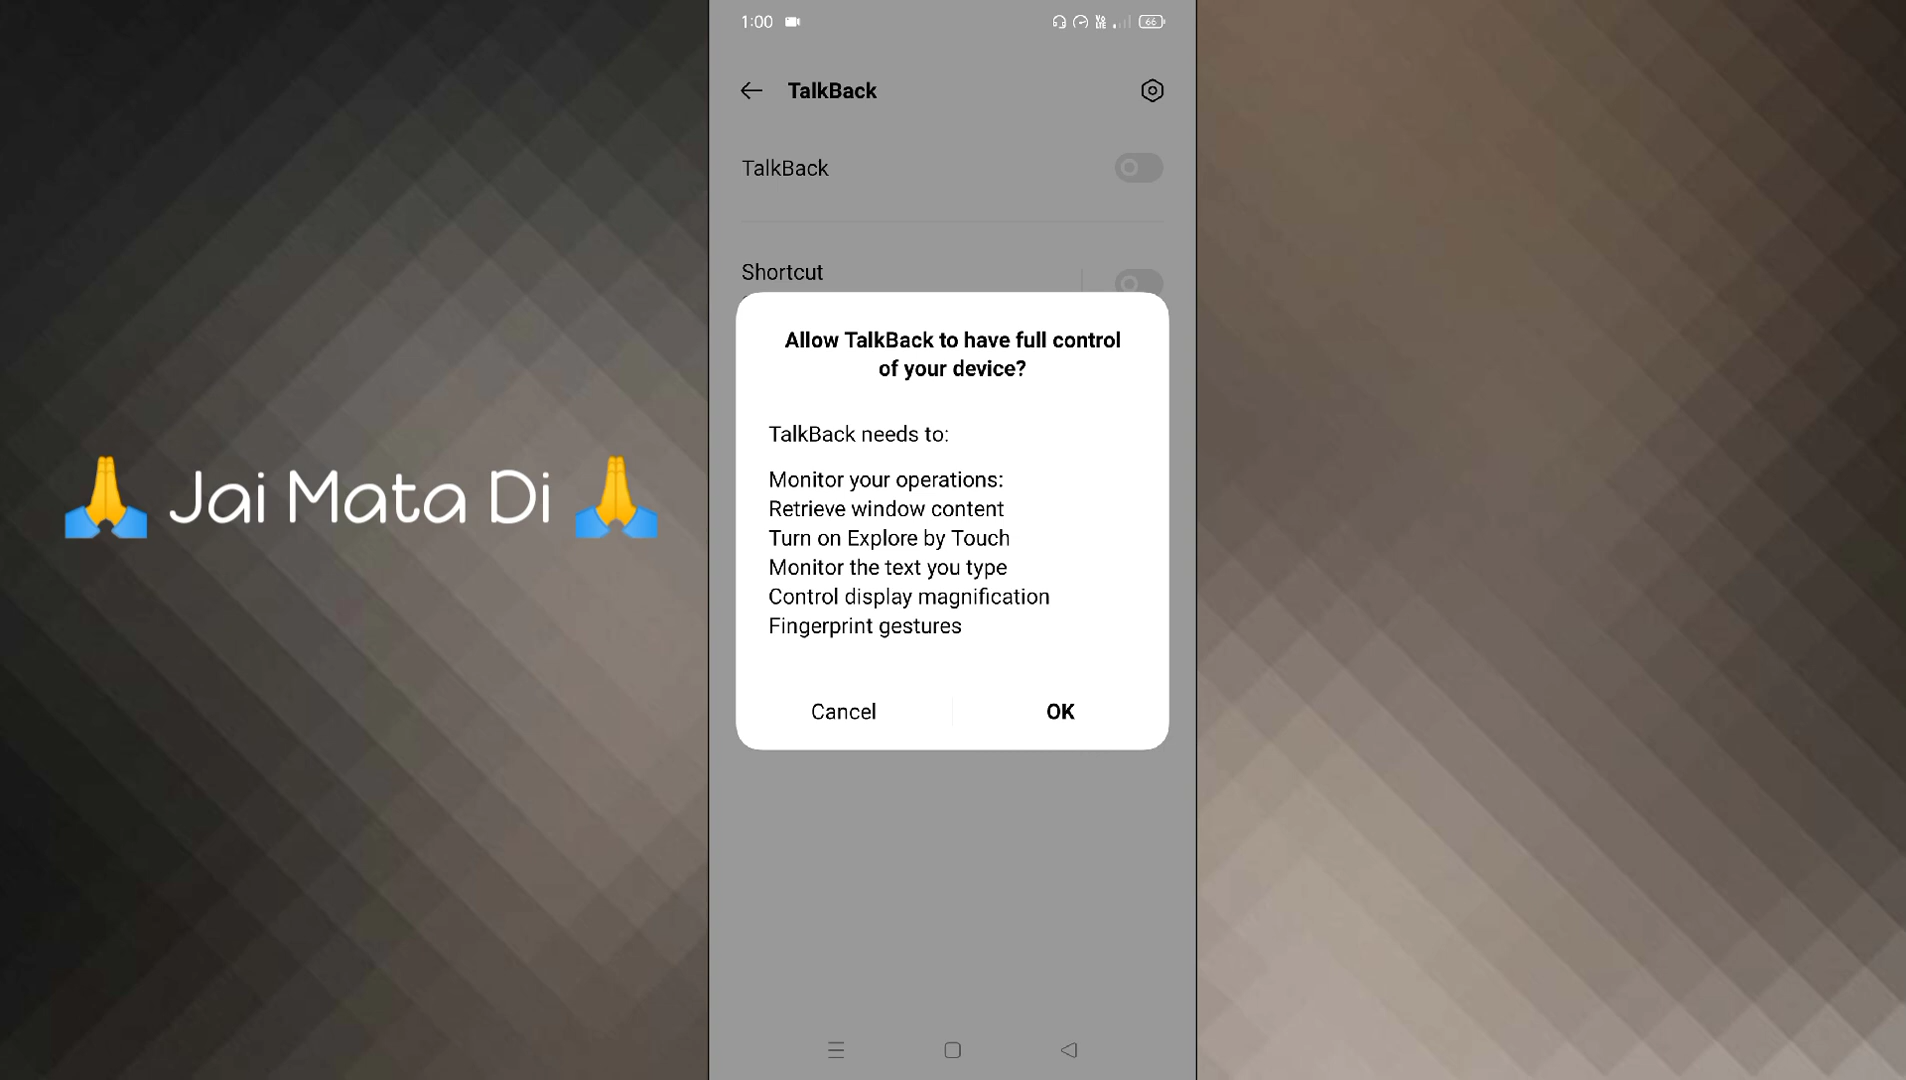 1:00
66
TalkBack
TalkBack
Shortcut
Allow TalkBack to have full control
of your device?
TalkBack needs to:
Monitor your operations:
Retrieve window content
Turn on Explore by Touch
Monitor the text you type
Control display magnification
Fingerprint gestures
Cancel
OK
🙏 Jai Mata Di 🙏